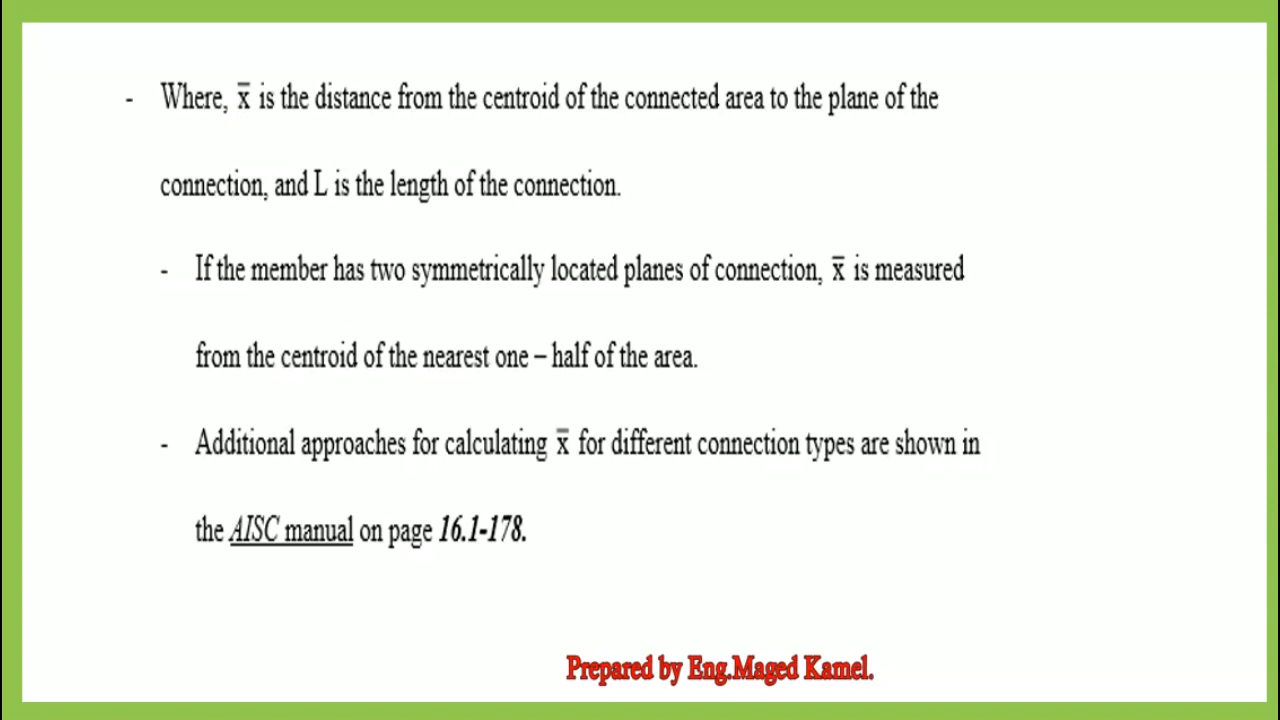 - Where, x̅ is the distance from the centroid of the connected area to the plane of the
connection, and L is the length of the connection.
- If the member has two symmetrically located planes of connection, x̅ is measured
from the centroid of the nearest one – half of the area.
- Additional approaches for calculating x̅ for different connection types are shown in
the AISC manual on page 16.1-178.
Prepared by Eng.Maged Kamel.